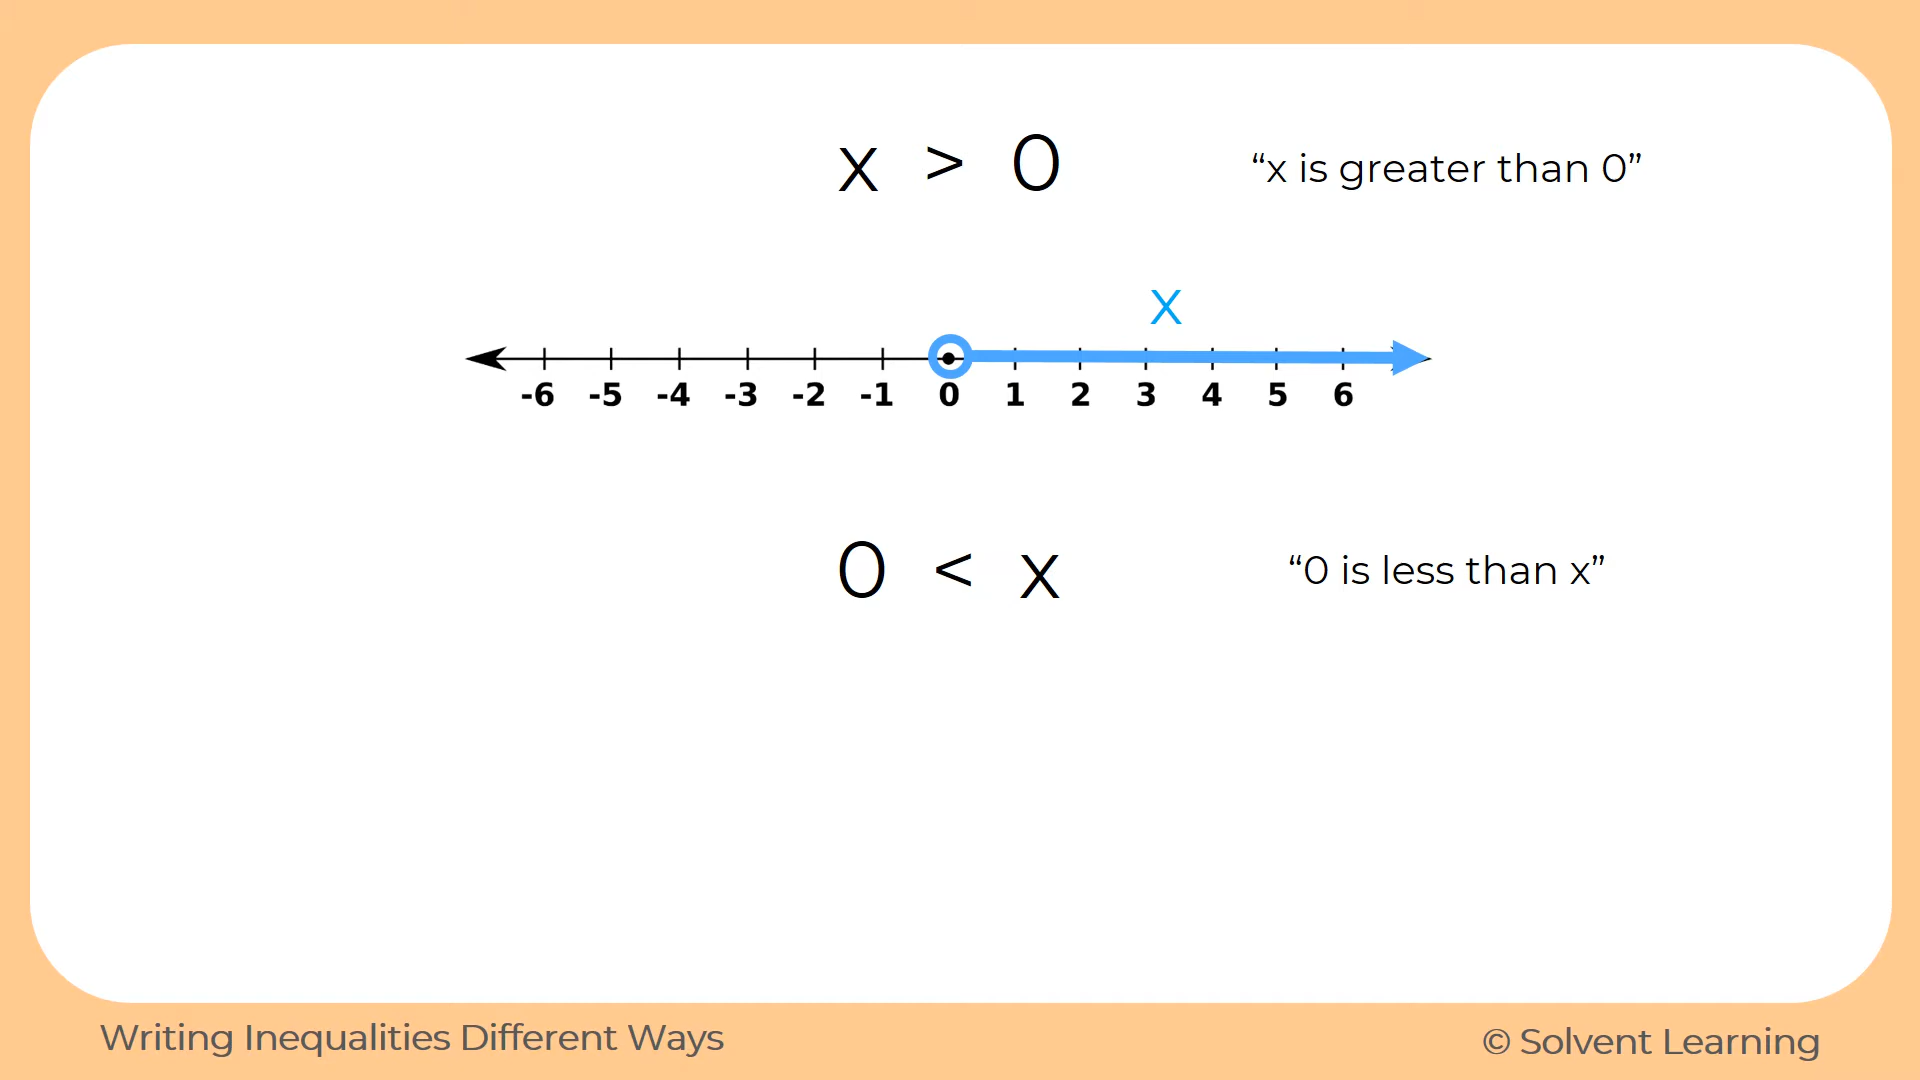 x > 0 “x is greater than 0”
x
-6 -5 -4 -3 -2 -1 0 1 2 3 4 5 6
0 < x “0 is less than x”
Writing Inequalities Different Ways
© Solvent Learning